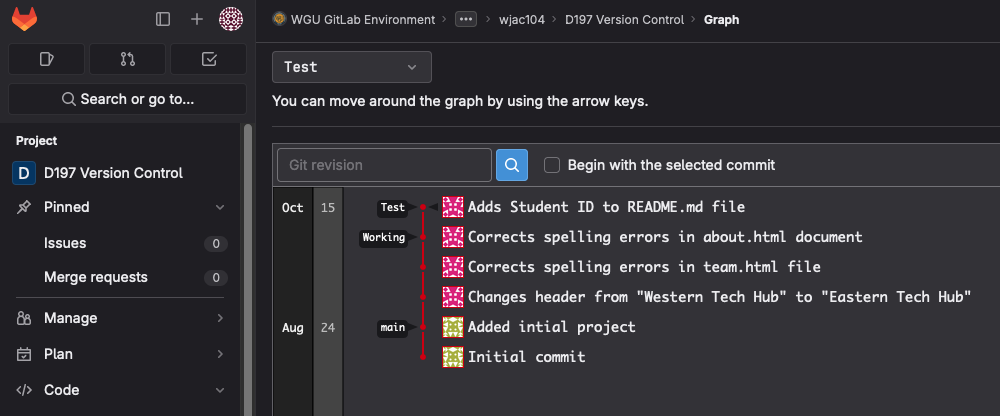 WGU GitLab Environment > ... > wjac104 > D197 Version Control > Graph
Test
Search or go to...
You can move around the graph by using the arrow keys.
Project
D D197 Version Control
Git revision
Begin with the selected commit
Pinned
Issues 0
Merge requests 0
Manage
Plan
Code
Oct 15 Test Adds Student ID to README.md file
Working Corrects spelling errors in about.html document
Corrects spelling errors in team.html file
Changes header from "Western Tech Hub" to "Eastern Tech Hub"
Aug 24 main Added intial project
Initial commit